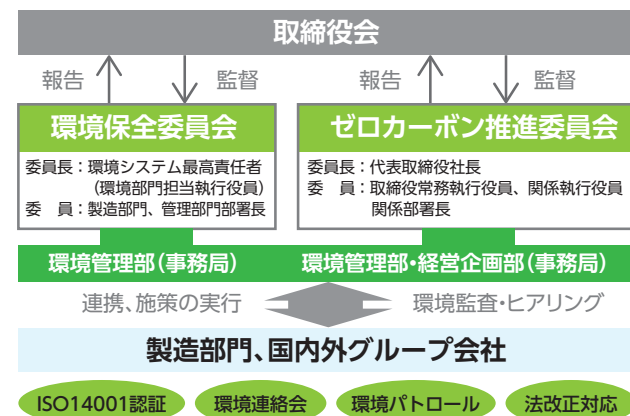 取締役会
報告 監督 報告 監督
環境保全委員会
委員長：環境システム最高責任者
（環境部門担当執行役員）
委　員：製造部門、管理部門部署長
ゼロカーボン推進委員会
委員長：代表取締役社長
委　員：取締役常務執行役員、関係執行役員
関係部署長
環境管理部（事務局） 環境管理部・経営企画部（事務局）
連携、施策の実行 環境監査・ヒアリング
製造部門、国内外グループ会社
ISO14001認証 環境連絡会 環境パトロール 法改正対応